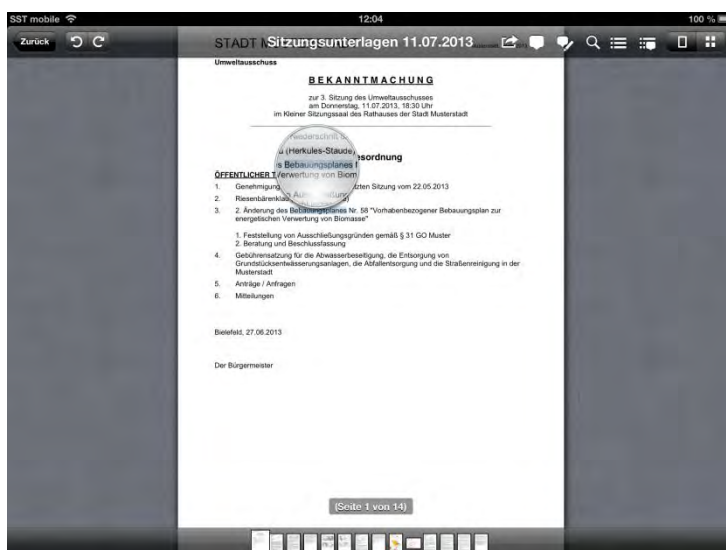 SST mobile 12:04 100 %
Zurück Sitzungsunterlagen 11.07.2013
STADT
Umweltausschuss
BEKANNTMACHUNG
zur 3. Sitzung des Umweltausschusses
am Donnerstag, 11.07.2013, 18:30 Uhr
im Kleiner Sitzungssaal des Rathauses der Stadt Musterstadt
(Herkules-Staude)
esordnung
s Bebauungsplanes f
ÖFFENTLICHER T Verwertung von Biom
1. Genehmigung tzten Sitzung vom 22.05.2013
2. Riesenbärenklau
3. 2. Änderung des Bebauungsplanes Nr. 58 "Vorhabenbezogener Bebauungsplan zur
energetischen Verwertung von Biomasse"
1. Feststellung von Ausschließungsgründen gemäß § 31 GO Muster
2. Beratung und Beschlussfassung
4. Gebührensatzung für die Abwasserbeseitigung, die Entsorgung von
Grundstücksentwässerungsanlagen, die Abfallentsorgung und die Straßenreinigung in der
Musterstadt
5. Anträge / Anfragen
6. Mitteilungen
Bielefeld, 27.06.2013
Der Bürgermeister
(Seite 1 von 14)